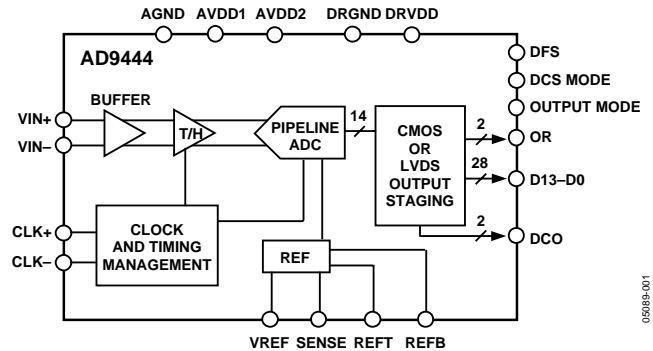 AGND AVDD1 AVDD2 DRGND DRVDD
AD9444
DFS
DCS MODE
OUTPUT MODE
OR
D13–D0
DCO
VIN+
VIN–
BUFFER
T/H
PIPELINE
ADC
14
CMOS
OR
LVDS
OUTPUT
STAGING
2
28
2
CLK+
CLK–
CLOCK
AND TIMING
MANAGEMENT
REF
VREF SENSE REFT REFB
05089-001